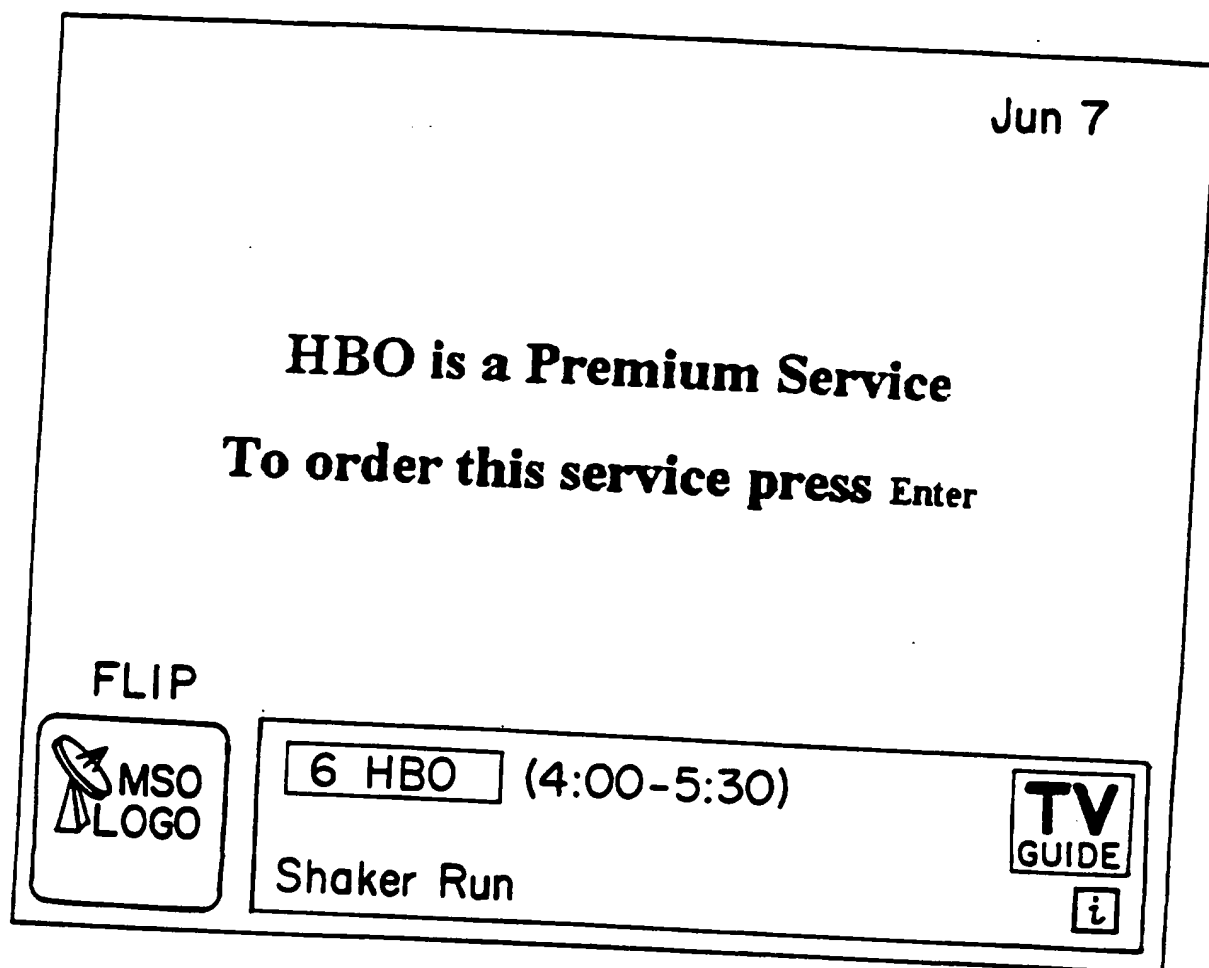 Jun 7
HBO is a Premium Service
To order this service press Enter
FLIP
MSO
LOGO
6 HBO (4:00-5:30)
Shaker Run
TV
GUIDE
i